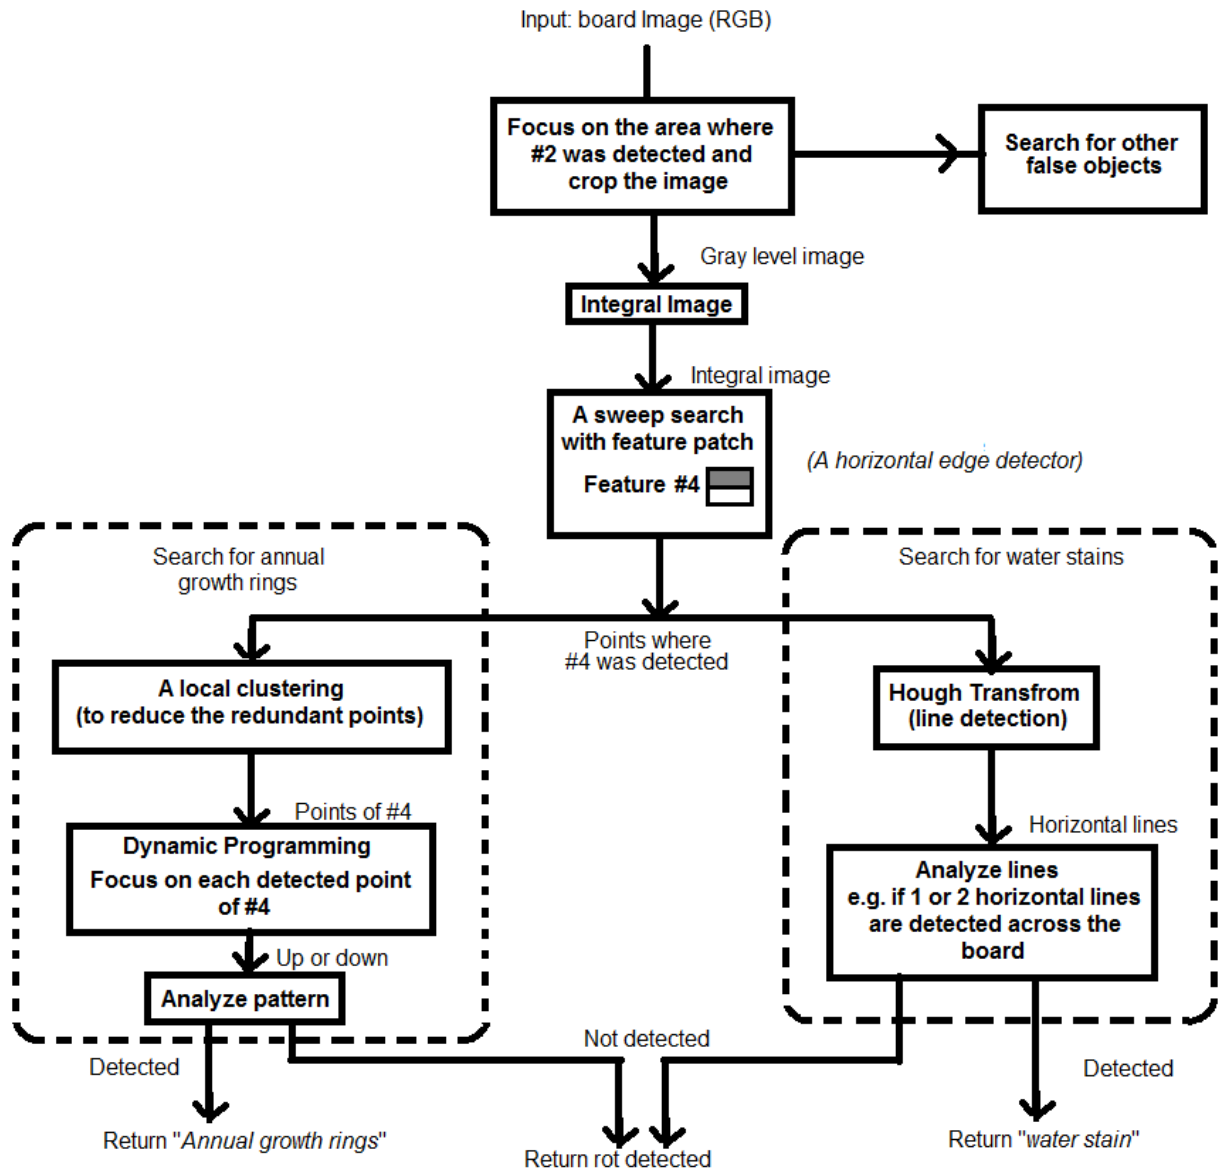 Input: board Image (RGB)
Focus on the area where
#2 was detected and
crop the image
Search for other
false objects
Gray level image
Integral Image
Integral image
A sweep search
with feature patch
Feature #4
(A horizontal edge detector)
Search for annual
growth rings
Search for water stains
Points where
#4 was detected
A local clustering
(to reduce the redundant points)
Hough Transfrom
(line detection)
Points of #4
Horizontal lines
Dynamic Programming
Focus on each detected point
of #4
Analyze lines
e.g. if 1 or 2 horizontal lines
are detected across the
board
Up or down
Analyze pattern
Not detected
Detected
Detected
Return "Annual growth rings"
Return rot detected
Return "water stain"